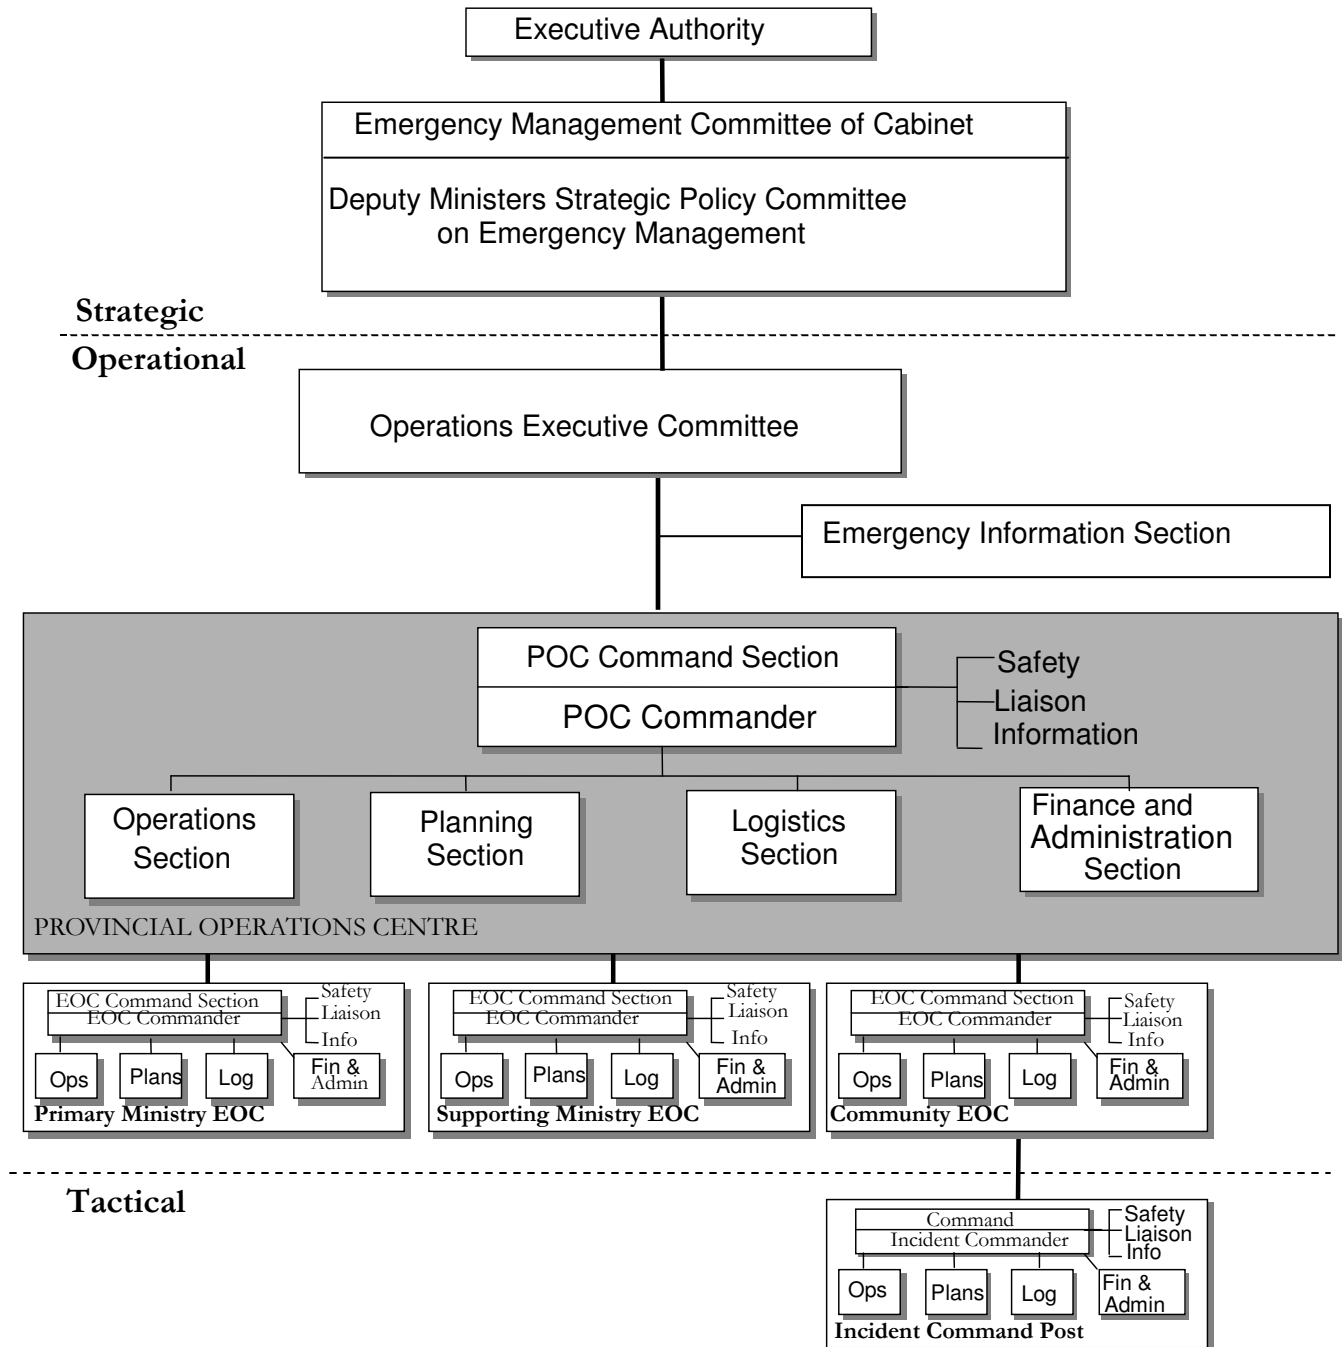 Executive Authority
Emergency Management Committee of Cabinet
Deputy Ministers Strategic Policy Committee
on Emergency Management
Strategic
Operational
Operations Executive Committee
Emergency Information Section
POC Command Section
POC Commander
Safety
Liaison
Information
Operations
Section
Planning
Section
Logistics
Section
Finance and
Administration
Section
PROVINCIAL OPERATIONS CENTRE
EOC Command Section
EOC Commander
Safety
Liaison
Info
Ops
Plans
Log
Fin &
Admin
Primary Ministry EOC
EOC Command Section
EOC Commander
Safety
Liaison
Info
Ops
Plans
Log
Fin &
Admin
Supporting Ministry EOC
EOC Command Section
EOC Commander
Safety
Liaison
Info
Ops
Plans
Log
Fin &
Admin
Community EOC
Tactical
Command
Incident Commander
Safety
Liaison
Info
Ops
Plans
Log
Fin &
Admin
Incident Command Post